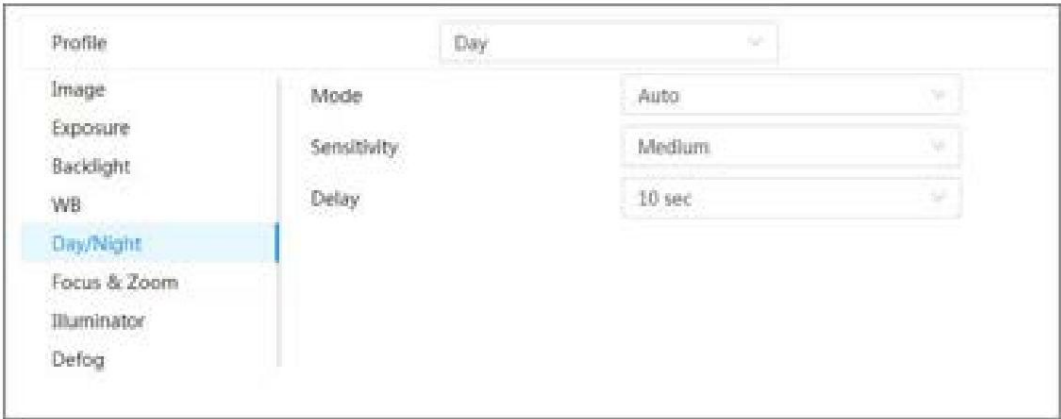 Profile Day
Image
Exposure
Backlight
WB
Day/Night
Focus & Zoom
Illuminator
Defog
Mode Auto
Sensitivity Medium
Delay 10 sec